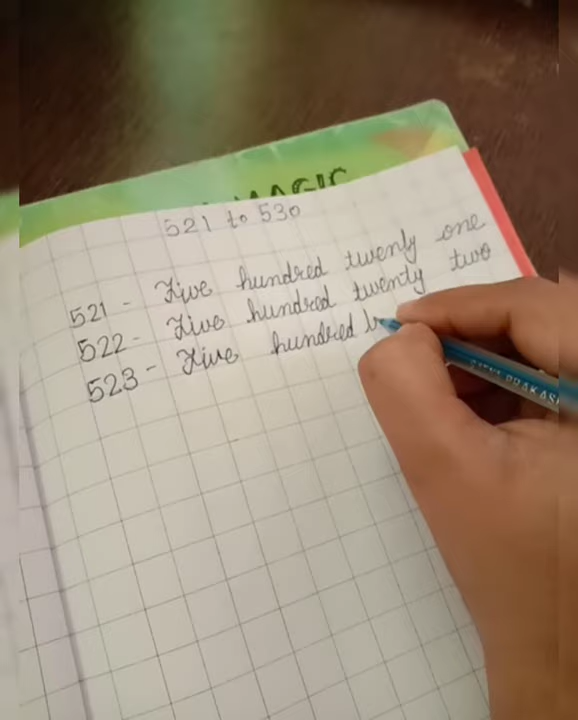 MAGIC
521 to 530
521 - Five hundred twenty one
522 - Five hundred twenty two
523 - Five hundred